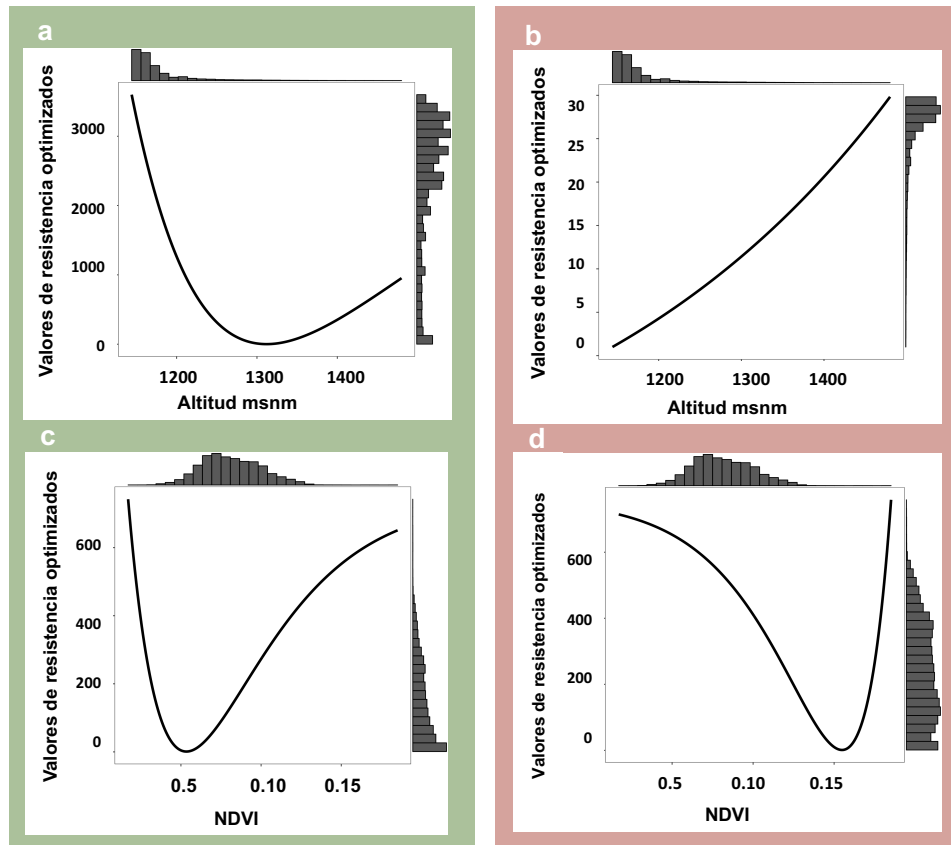 a
Valores de resistencia optimizados
3000
2000
1000
0
1200 1300 1400
Altitud msnm
b
Valores de resistencia optimizados
30
25
20
15
10
5
0
1200 1300 1400
Altitud msnm
c
Valores de resistencia optimizados
600
400
200
0
0.5 0.10 0.15
NDVI
d
Valores de resistencia optimizados
600
400
200
0
0.5 0.10 0.15
NDVI